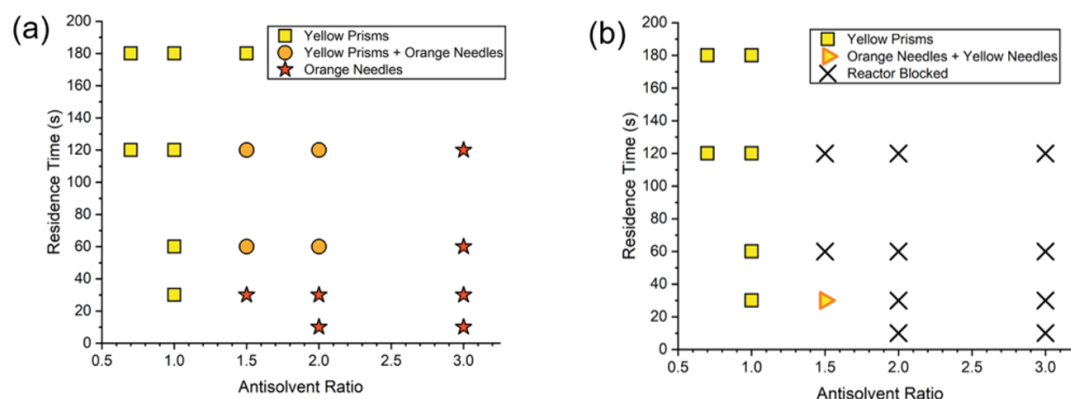 (a)
Yellow Prisms
Yellow Prisms + Orange Needles
Orange Needles
200
180
160
140
120
100
80
60
40
20
0
Residence Time (s)
0.5 1.0 1.5 2.0 2.5 3.0
Antisolvent Ratio
(b)
Yellow Prisms
Orange Needles + Yellow Needles
Reactor Blocked
200
180
160
140
120
100
80
60
40
20
0
Residence Time (s)
0.5 1.0 1.5 2.0 2.5 3.0
Antisolvent Ratio